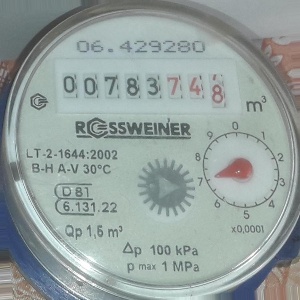 06.429280
00783748
m³
ROSSWEINER
LT-2-1644:2002
B-H A-V 30°C
D 81
6.131.22
Qp 1,5 m³
Δp 100 kPa
p max 1 MPa
0
9
1
8
2
7
3
6
4
5
x0,0001